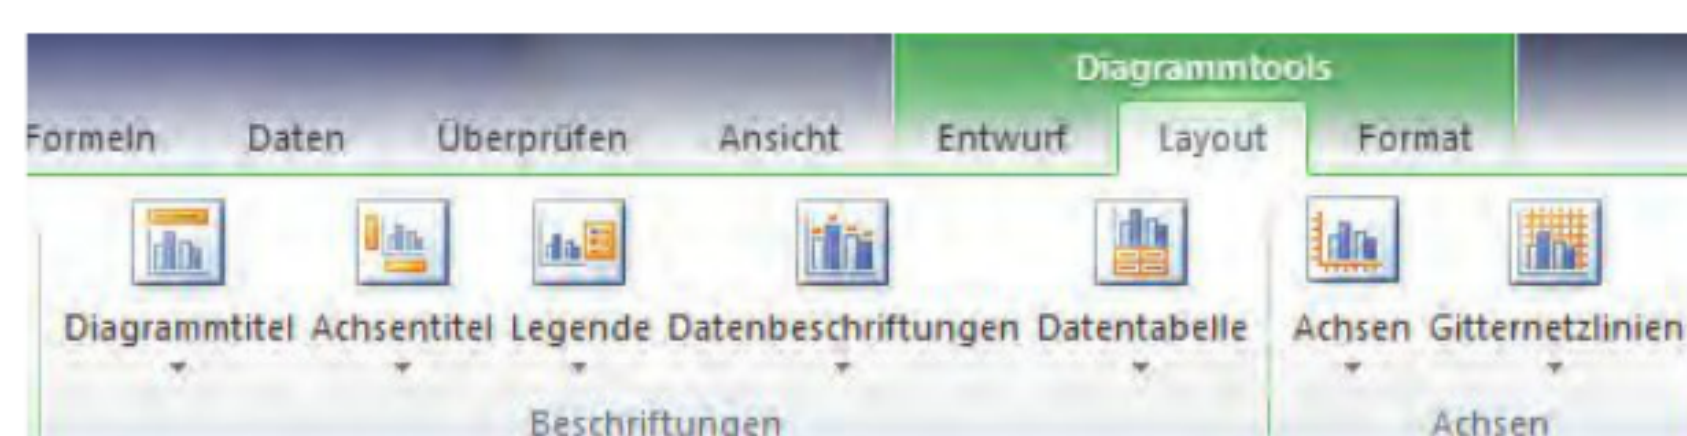 Diagrammtools
Formeln Daten Überprüfen Ansicht Entwurf Layout Format
Diagrammtitel Achsentitel Legende Datenbeschriftungen Datentabelle Achsen Gitternetzlinien
Beschriftungen Achsen